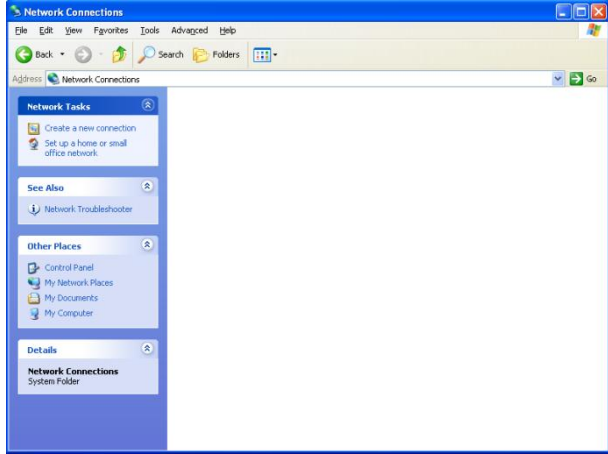 Network Connections
File Edit View Favorites Tools Advanced Help
Back Search Folders
Address Network Connections Go
Network Tasks
Create a new connection
Set up a home or small
office network
See Also
Network Troubleshooter
Other Places
Control Panel
My Network Places
My Documents
My Computer
Details
Network Connections
System Folder